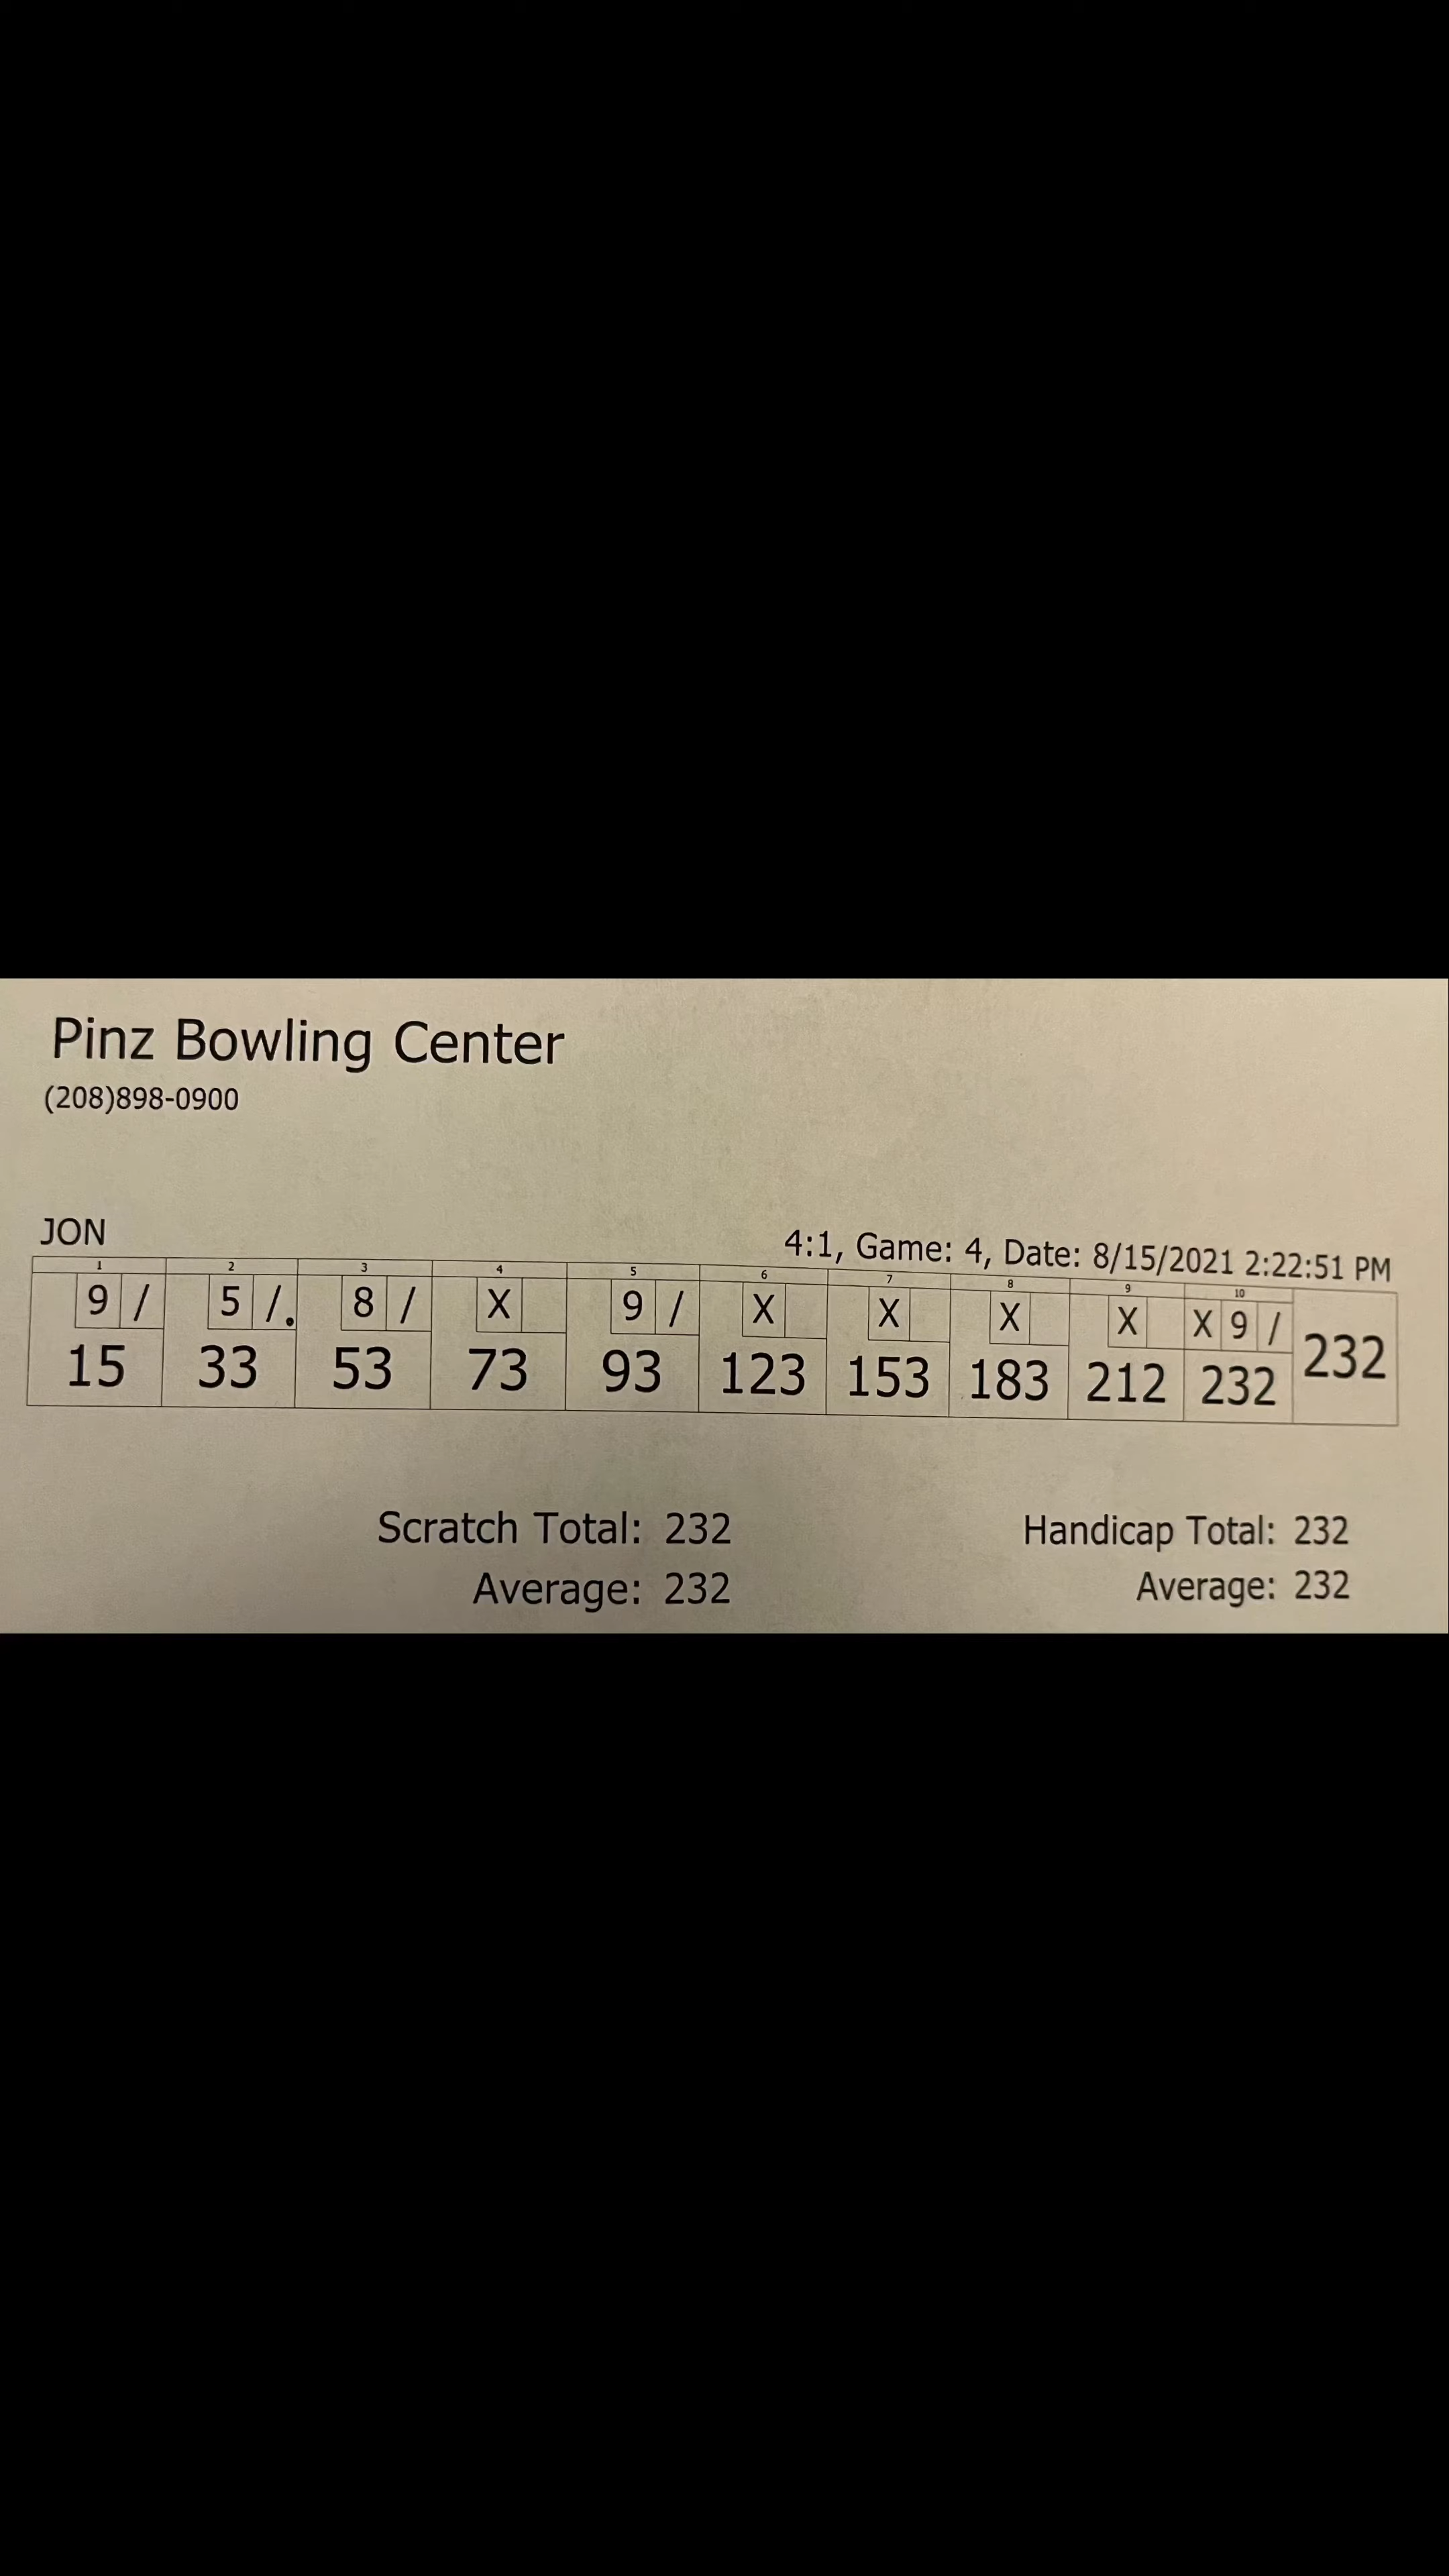 Pinz Bowling Center
(208)898-0900
JON
4:1, Game: 4, Date: 8/15/2021 2:22:51 PM
1 2 3 4 5 6 7 8 9 10
9 / 5 /. 8 / X 9 / X X X X X 9 /
15 33 53 73 93 123 153 183 212 232 232
Scratch Total: 232 Handicap Total: 232
Average: 232 Average: 232